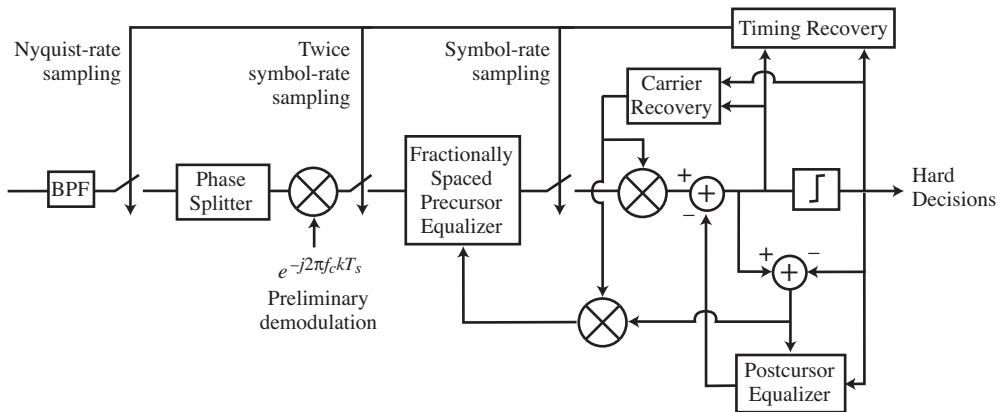 Nyquist-rate
sampling
Twice
symbol-rate
sampling
Symbol-rate
sampling
Timing Recovery
Carrier
Recovery
BPF
Phase
Splitter
Fractionally
Spaced
Precursor
Equalizer
+
−
+
Hard
Decisions
e^{−j2πf_ckT_s}
Preliminary
demodulation
+
−
+
Postcursor
Equalizer